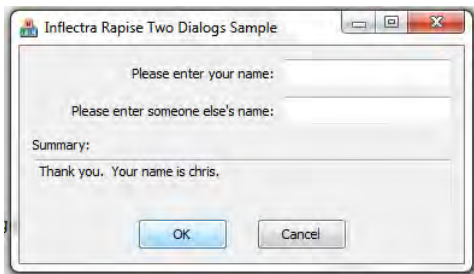 Inflectra Rapise Two Dialogs Sample
Please enter your name:
Please enter someone else's name:
Summary:
Thank you.  Your name is chris.
OK
Cancel